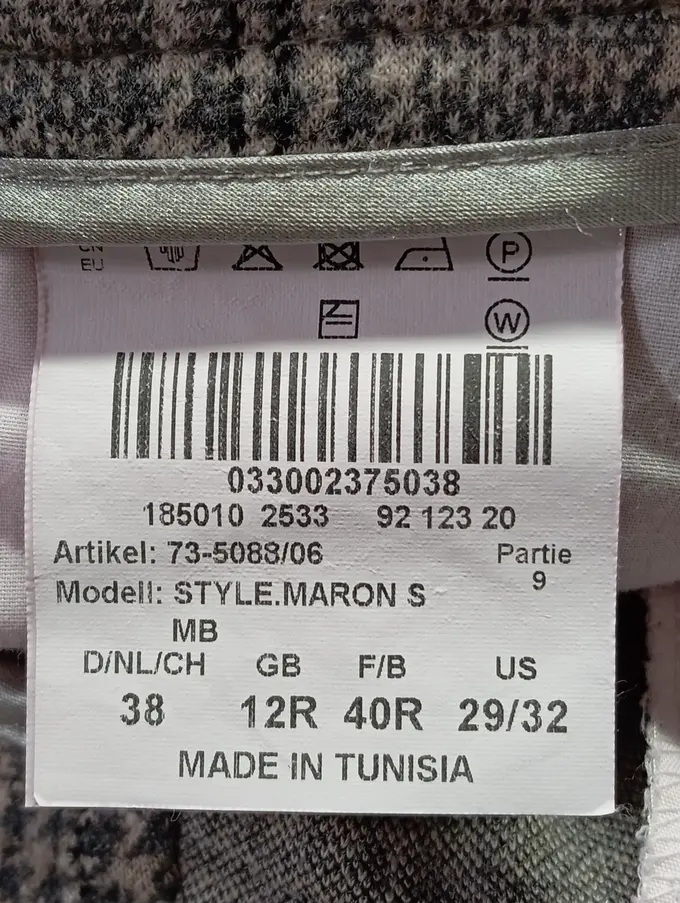 CN
EU
P
W
033002375038
185010 2533 92 123 20
Artikel: 73-5088/06 Partie
9
Modell: STYLE.MARON S
MB
D/NL/CH GB F/B US
38 12R 40R 29/32
MADE IN TUNISIA